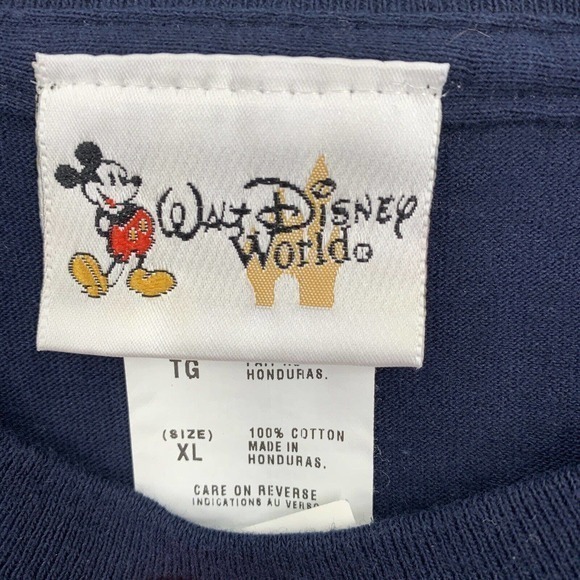 Walt Disney
World®
TG
HONDURAS.
(SIZE)
XL
100% COTTON
MADE IN
HONDURAS.
CARE ON REVERSE
INDICATIONS AU VERSO